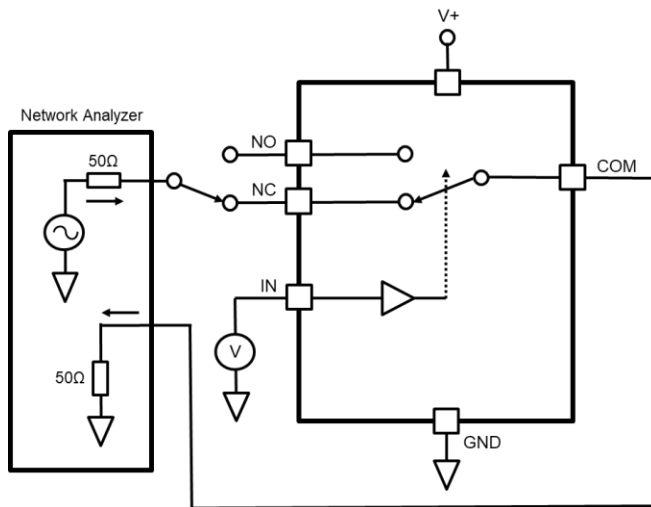 V+
Network Analyzer
50Ω
NO
NC
COM
IN
V
50Ω
GND